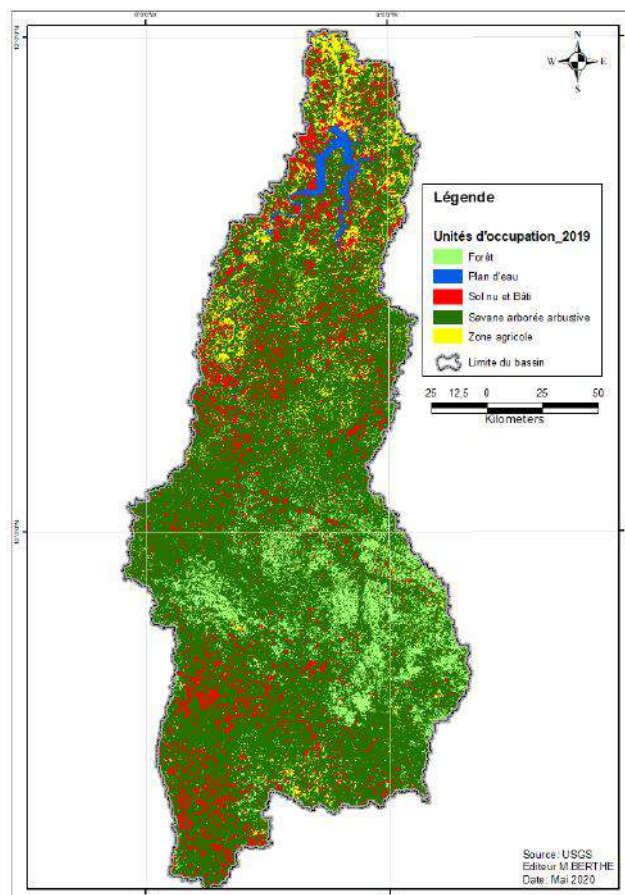 N
W
E
S
Légende
Unités d'occupation_2019
Forêt
Plan d'eau
Sol nu et Bâti
Savane arborée arbustive
Zone agricole
Limite du bassin
25 12,5 0 25 50
Kilometers
Source: USGS
Editeur M.BERTHE
Date: Mai 2020